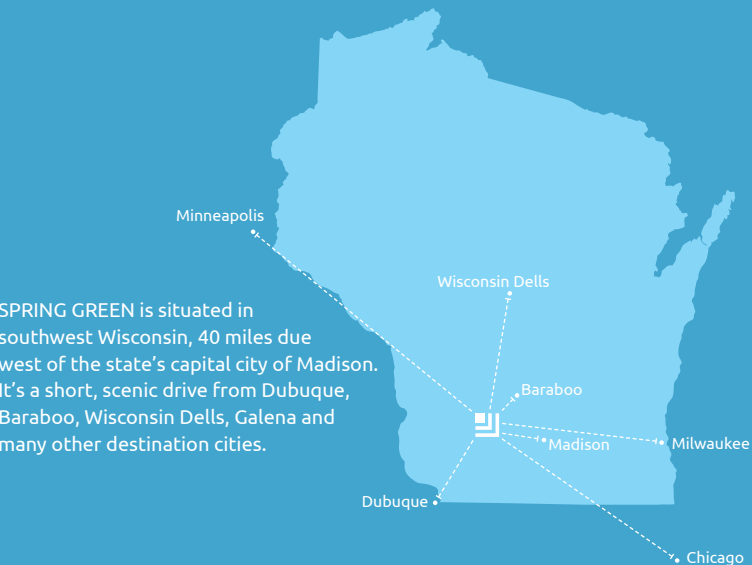 Minneapolis
Wisconsin Dells
SPRING GREEN is situated in
southwest Wisconsin, 40 miles due
west of the state's capital city of Madison.
It's a short, scenic drive from Dubuque,
Baraboo, Wisconsin Dells, Galena and
many other destination cities.
Baraboo
Madison
Milwaukee
Dubuque
Chicago